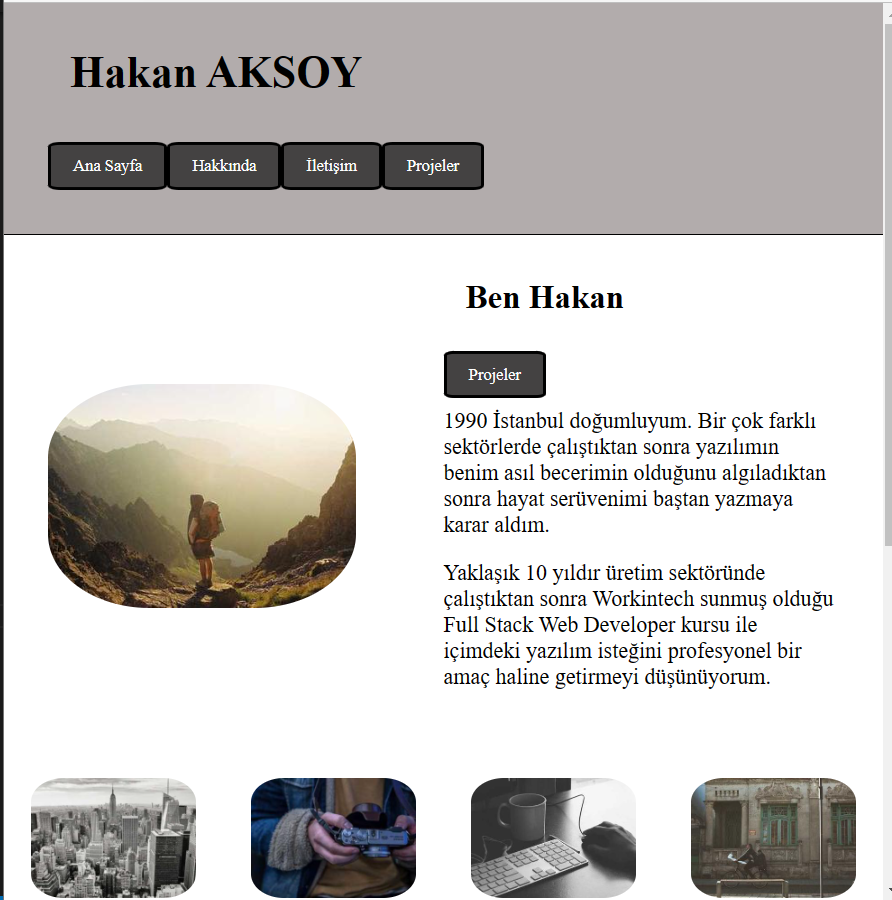 Hakan AKSOY
Ana Sayfa Hakkında İletişim Projeler
Ben Hakan
Projeler
1990 İstanbul doğumluyum. Bir çok farklı
sektörlerde çalıştıktan sonra yazılımın
benim asıl becerimin olduğunu algıladıktan
sonra hayat serüvenimi baştan yazmaya
karar aldım.
Yaklaşık 10 yıldır üretim sektöründe
çalıştıktan sonra Workintech sunmuş olduğu
Full Stack Web Developer kursu ile
içimdeki yazılım isteğini profesyonel bir
amaç haline getirmeyi düşünüyorum.